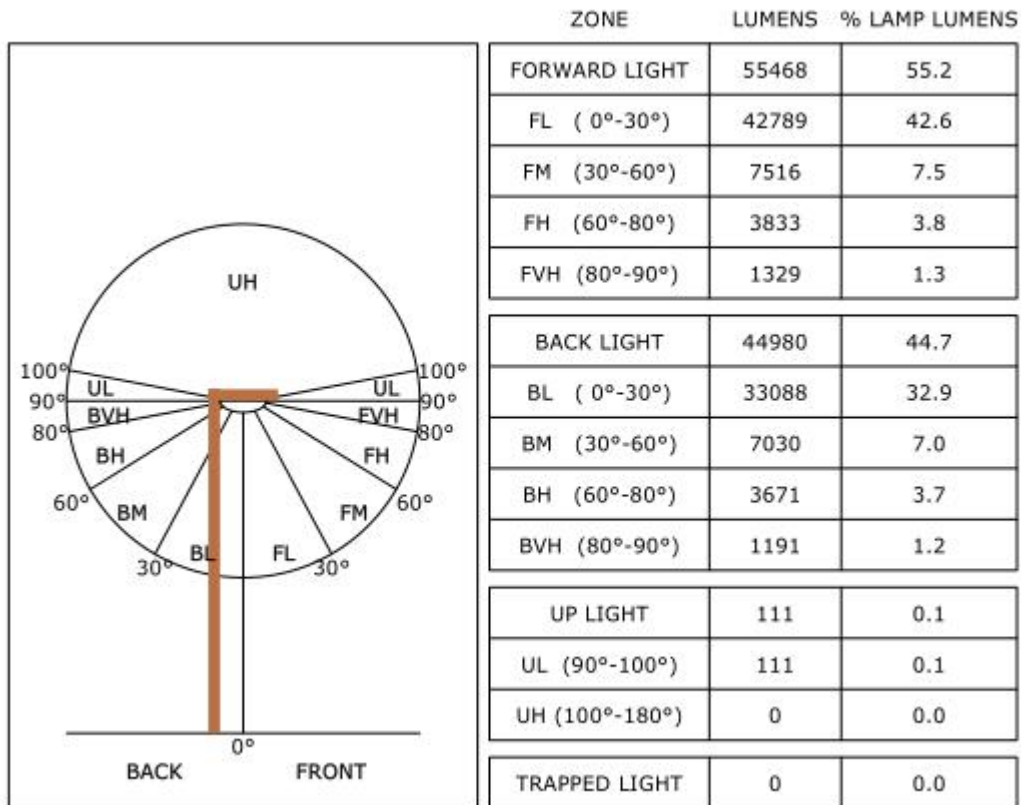 ZONE LUMENS % LAMP LUMENS
FORWARD LIGHT 55468 55.2
FL ( 0°-30°) 42789 42.6
FM (30°-60°) 7516 7.5
FH (60°-80°) 3833 3.8
FVH (80°-90°) 1329 1.3
BACK LIGHT 44980 44.7
BL ( 0°-30°) 33088 32.9
BM (30°-60°) 7030 7.0
BH (60°-80°) 3671 3.7
BVH (80°-90°) 1191 1.2
UP LIGHT 111 0.1
UL (90°-100°) 111 0.1
UH (100°-180°) 0 0.0
TRAPPED LIGHT 0 0.0
UH
100° 100°
UL UL
90° 90°
BVH FVH
80° 80°
BH FH
60° 60°
BM FM
BL FL
30° 30°
0°
BACK FRONT